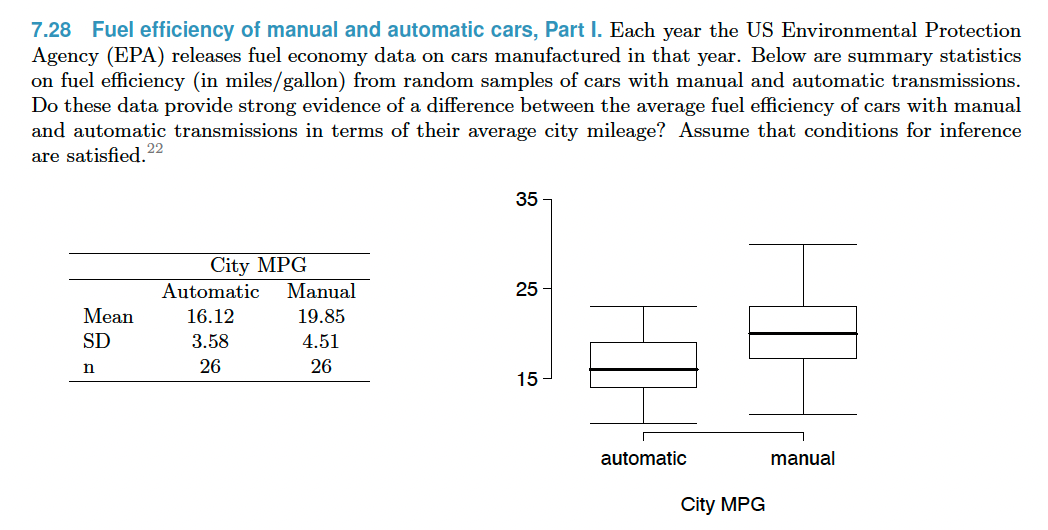 7.28 Fuel efficiency of manual and automatic cars, Part I. Each year the US Environmental Protection
Agency (EPA) releases fuel economy data on cars manufactured in that year. Below are summary statistics
on fuel efficiency (in miles/gallon) from random samples of cars with manual and automatic transmissions.
Do these data provide strong evidence of a difference between the average fuel efficiency of cars with manual
and automatic transmissions in terms of their average city mileage? Assume that conditions for inference
are satisfied.22
City MPG
Automatic Manual
Mean 16.12 19.85
SD 3.58 4.51
n 26 26
35
25
15
automatic manual
City MPG